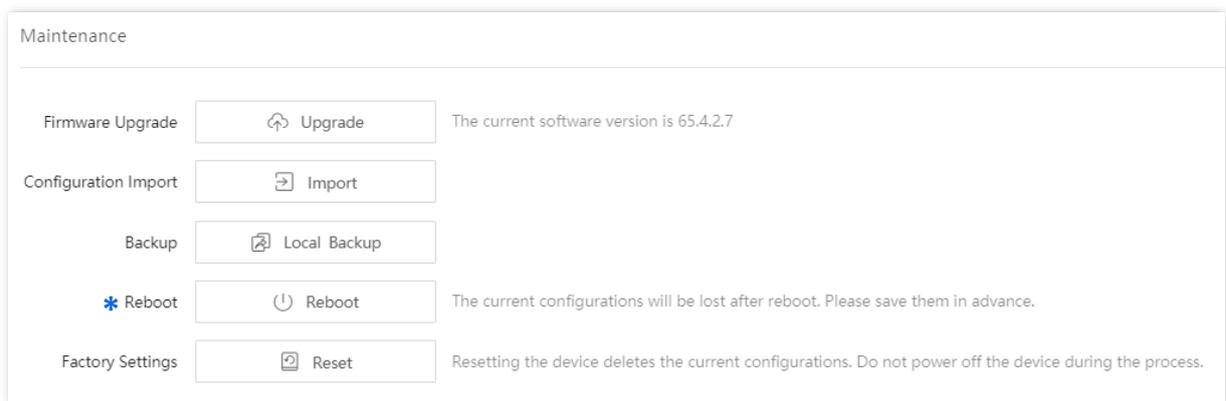 Maintenance
Firmware Upgrade Upgrade The current software version is 65.4.2.7
Configuration Import Import
Backup Local Backup
* Reboot Reboot The current configurations will be lost after reboot. Please save them in advance.
Factory Settings Reset Resetting the device deletes the current configurations. Do not power off the device during the process.